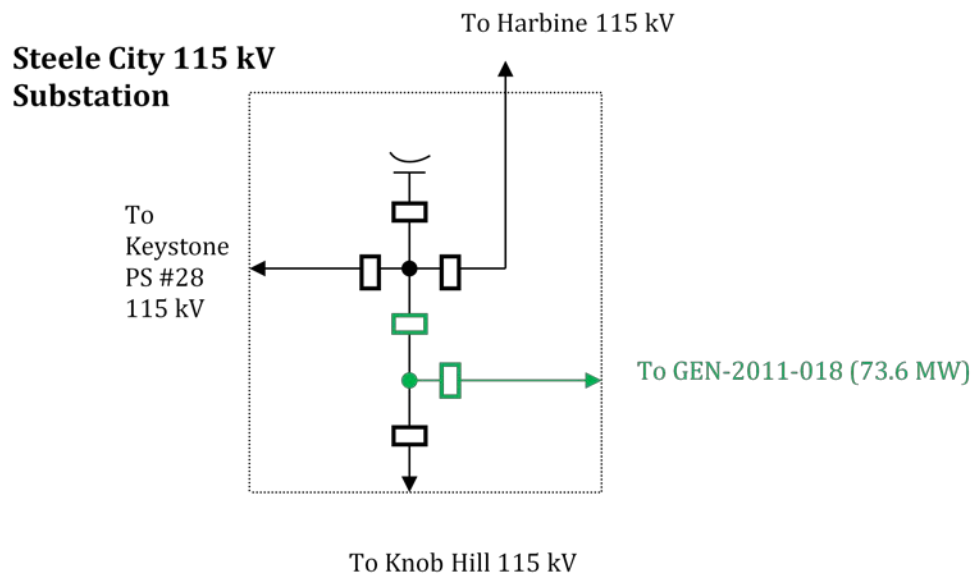 To Harbine 115 kV
Steele City 115 kV
Substation
To
Keystone
PS #28
115 kV
To GEN-2011-018 (73.6 MW)
To Knob Hill 115 kV